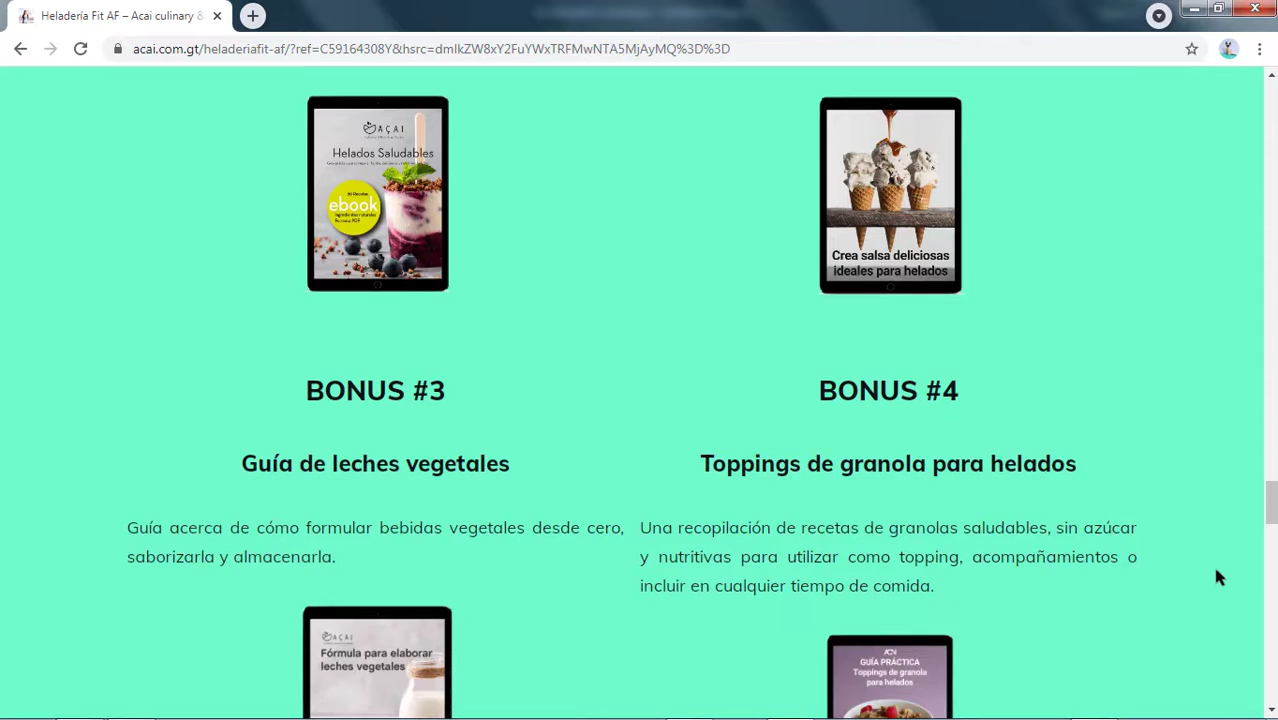 Heladería Fit AF – Acai culinary &
acai.com.gt/heladeriafit-af/?ref=C59164308Y&hsrc=dmlkZW8xY2FuYWxTRFMwNTA5MjAyMQ%3D%3D
AÇAI
Helados Saludables
ebook
Crea salsa deliciosas
ideales para helados
BONUS #3
BONUS #4
Guía de leches vegetales
Toppings de granola para helados
Guía acerca de cómo formular bebidas vegetales desde cero,
saborizarla y almacenarla.
Una recopilación de recetas de granolas saludables, sin azúcar
y nutritivas para utilizar como topping, acompañamientos o
incluir en cualquier tiempo de comida.
AÇAI
Fórmula para elaborar
leches vegetales
ACN
GUÍA PRÁCTICA
Toppings de granola
para helados